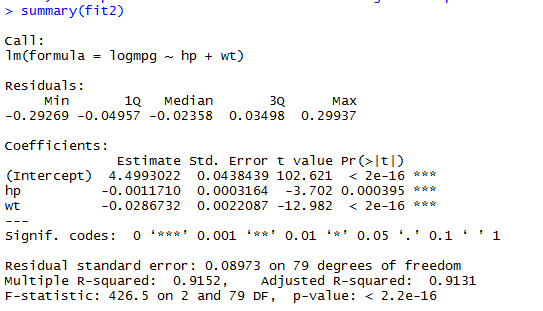 > summary(fit2)
Call:
lm(formula = logmpg ~ hp + wt)
Residuals:
Min 1Q Median 3Q Max
-0.29269 -0.04957 -0.02358 0.03498 0.29937
Coefficients:
Estimate Std. Error t value Pr(>|t|)
(Intercept) 4.4993022 0.0438439 102.621 < 2e-16 ***
hp -0.0011710 0.0003164 -3.702 0.000395 ***
wt -0.0286732 0.0022087 -12.982 < 2e-16 ***
---
Signif. codes: 0 ‘***’ 0.001 ‘**’ 0.01 ‘*’ 0.05 ‘.’ 0.1 ‘ ’ 1
Residual standard error: 0.08973 on 79 degrees of freedom
Multiple R-squared: 0.9152, Adjusted R-squared: 0.9131
F-statistic: 426.5 on 2 and 79 DF, p-value: < 2.2e-16